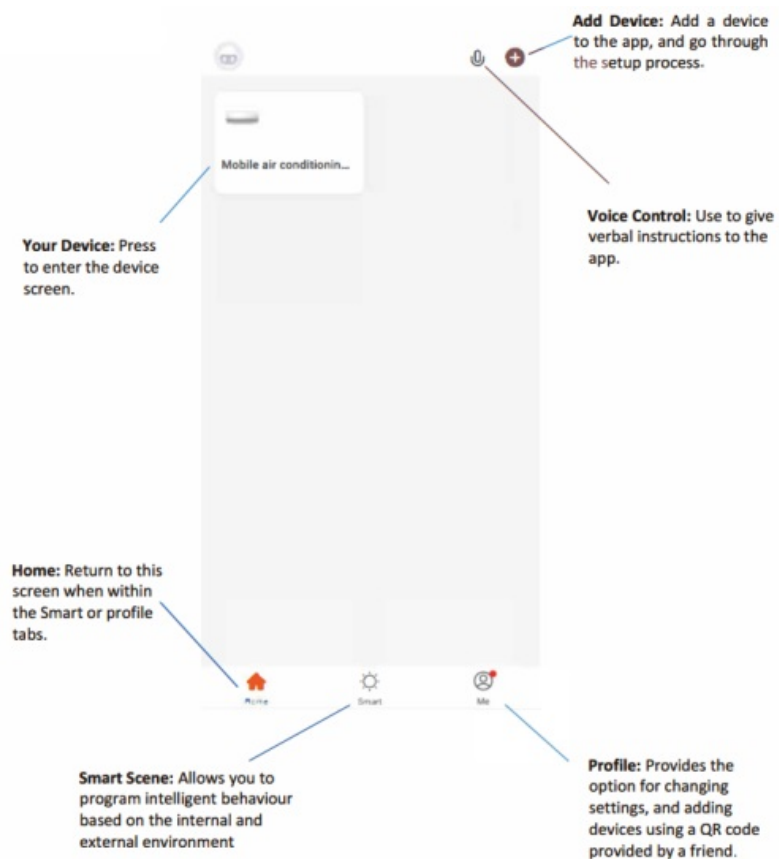 Add Device: Add a device
to the app, and go through
the setup process.
Mobile air conditionin...
Voice Control: Use to give
verbal instructions to the
app.
Your Device: Press
to enter the device
screen.
Home: Return to this
screen when within
the Smart or profile
tabs.
Home
Smart
Me
Smart Scene: Allows you to
program intelligent behaviour
based on the internal and
external environment
Profile: Provides the
option for changing
settings, and adding
devices using a QR code
provided by a friend.